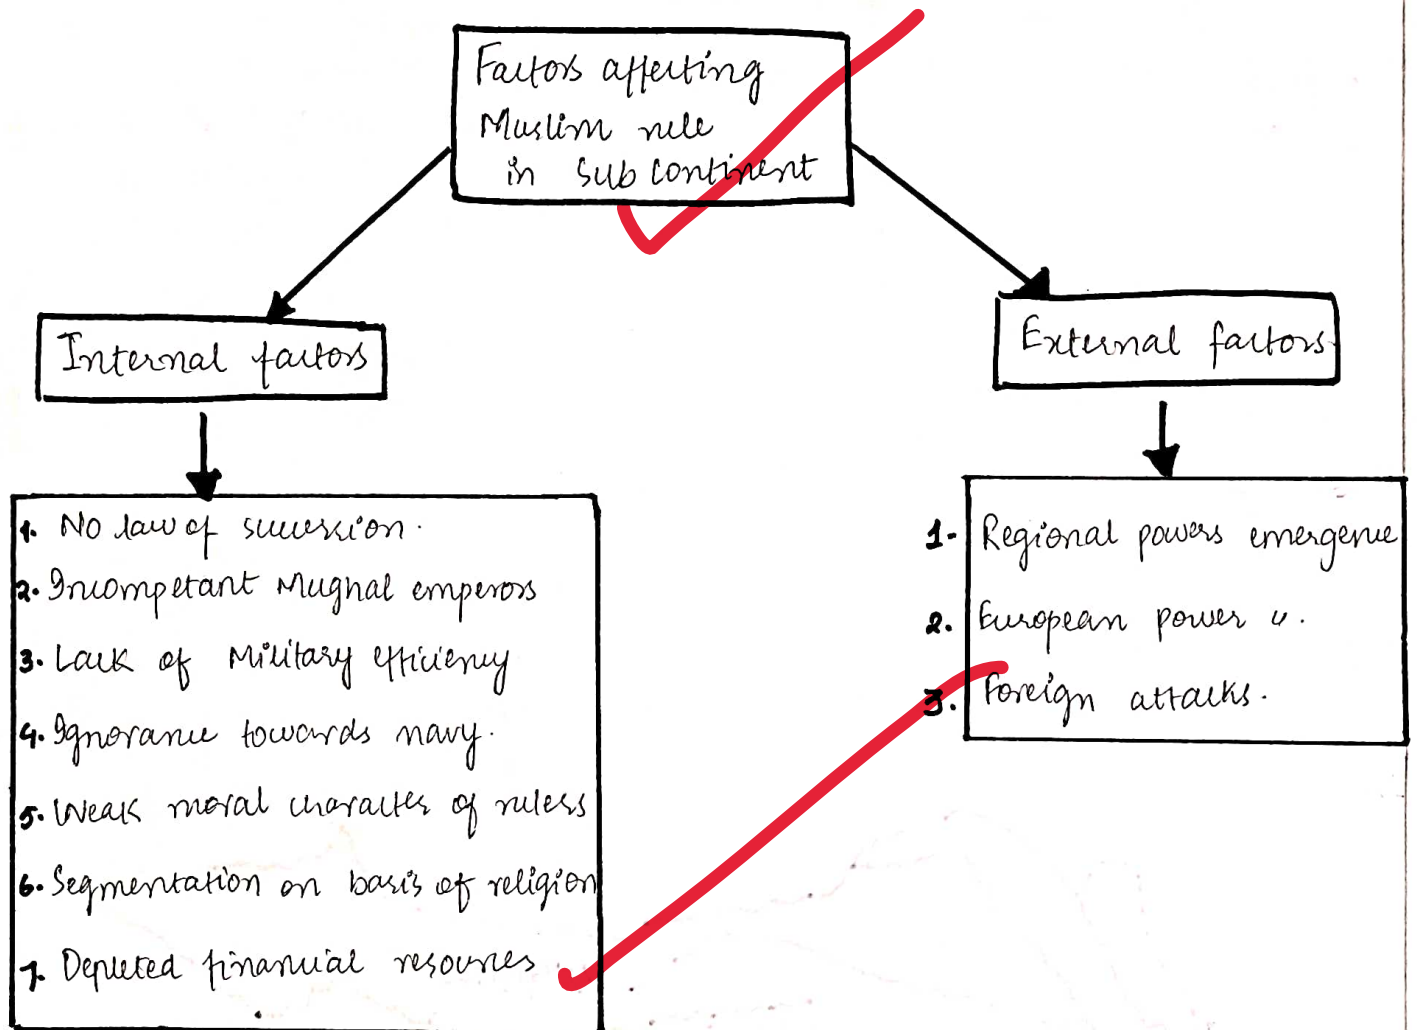 Factors affecting
Muslim rule
in Sub continent
Internal factors
External factors
1. No law of succession.
2. Incompetant Mughal emperors
3. Lack of Military efficiency
4. Ignorance towards navy.
5. Weak moral character of rulers
6. Segmentation on basis of religion
7. Depleted financial resources
1- Regional powers emergence
2. European power ".
3. Foreign attacks.